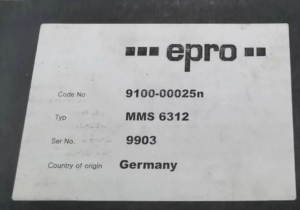 epro
Code No 9100-00025n
Typ MMS 6312
Ser No. 9903
Country of origin Germany